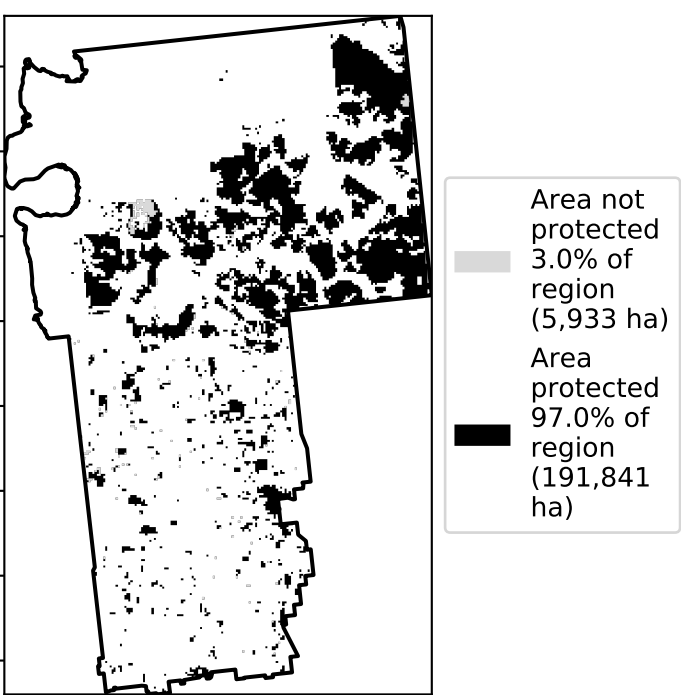 Area not
protected
3.0% of
region
(5,933 ha)
Area
protected
97.0% of
region
(191,841
ha)